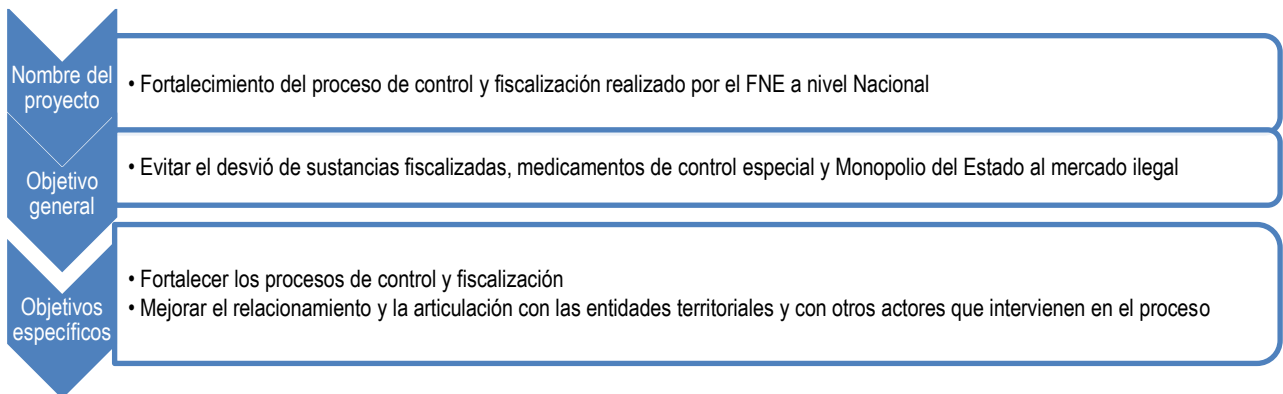 Nombre del
proyecto
• Fortalecimiento del proceso de control y fiscalización realizado por el FNE a nivel Nacional
Objetivo
general
• Evitar el desvió de sustancias fiscalizadas, medicamentos de control especial y Monopolio del Estado al mercado ilegal
Objetivos
específicos
• Fortalecer los procesos de control y fiscalización
• Mejorar el relacionamiento y la articulación con las entidades territoriales y con otros actores que intervienen en el proceso